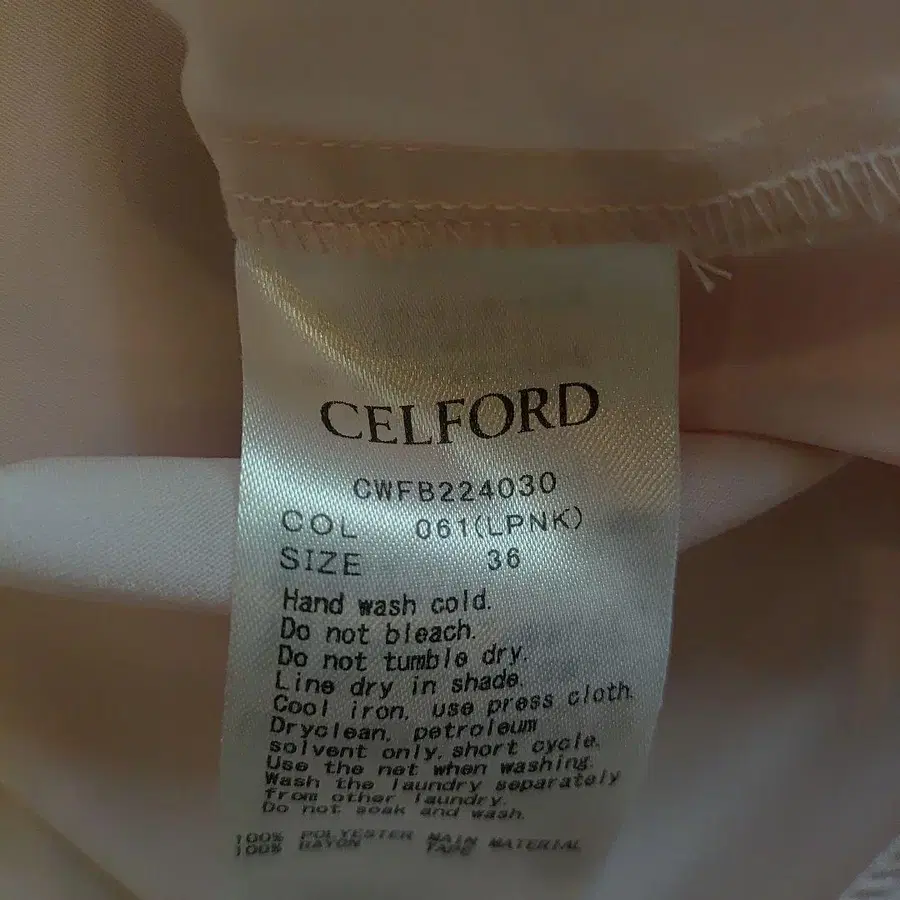 CELFORD
CWFB224030
COL 061(LPNK)
SIZE 36
Hand wash cold.
Do not bleach.
Do not tumble dry.
Line dry in shade.
Cool iron, use press cloth.
Dryclean, petroleum
solvent only, short cycle.
Use the net when washing.
Wash the laundry separately
from other laundry.
Do not soak and wash.
100% POLYESTER MAIN MATERIAL
100% RAYON TAPE